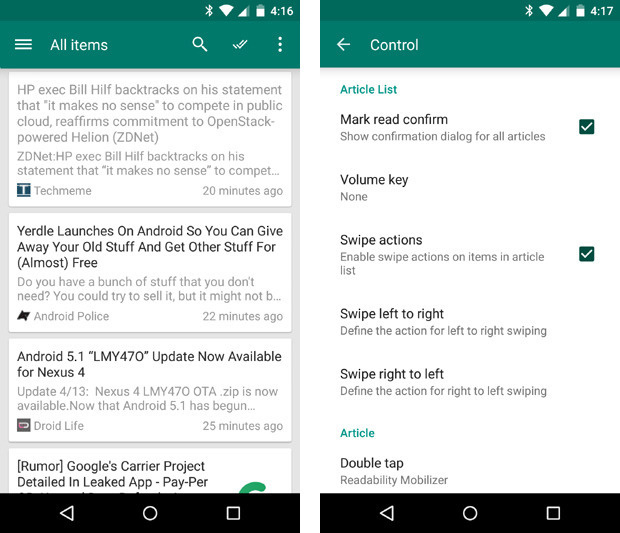 4:16
All items
HP exec Bill Hilf backtracks on his statement
that "it makes no sense" to compete in public
cloud, reaffirms commitment to OpenStack-
powered Helion (ZDNet)
ZDNet:HP exec Bill Hilf backtracks on his
statement that “it makes no sense” to compet...
Techmeme 20 minutes ago
Yerdle Launches On Android So You Can Give
Away Your Old Stuff And Get Other Stuff For
(Almost) Free
Do you have a bunch of stuff that you don't
need? You could try to sell it, but it might not b...
Android Police 22 minutes ago
Android 5.1 “LMY47O” Update Now Available
for Nexus 4
Update 4/13: Nexus 4 LMY47O OTA .zip is now
available.Now that Android 5.1 has begun...
Droid Life 25 minutes ago
[Rumor] Google's Carrier Project
Detailed In Leaked App - Pay-Per
4:17
Control
Article List
Mark read confirm
Show confirmation dialog for all articles
Volume key
None
Swipe actions
Enable swipe actions on items in article
list
Swipe left to right
Define the action for left to right swiping
Swipe right to left
Define the action for right to left swiping
Article
Double tap
Readability Mobilizer